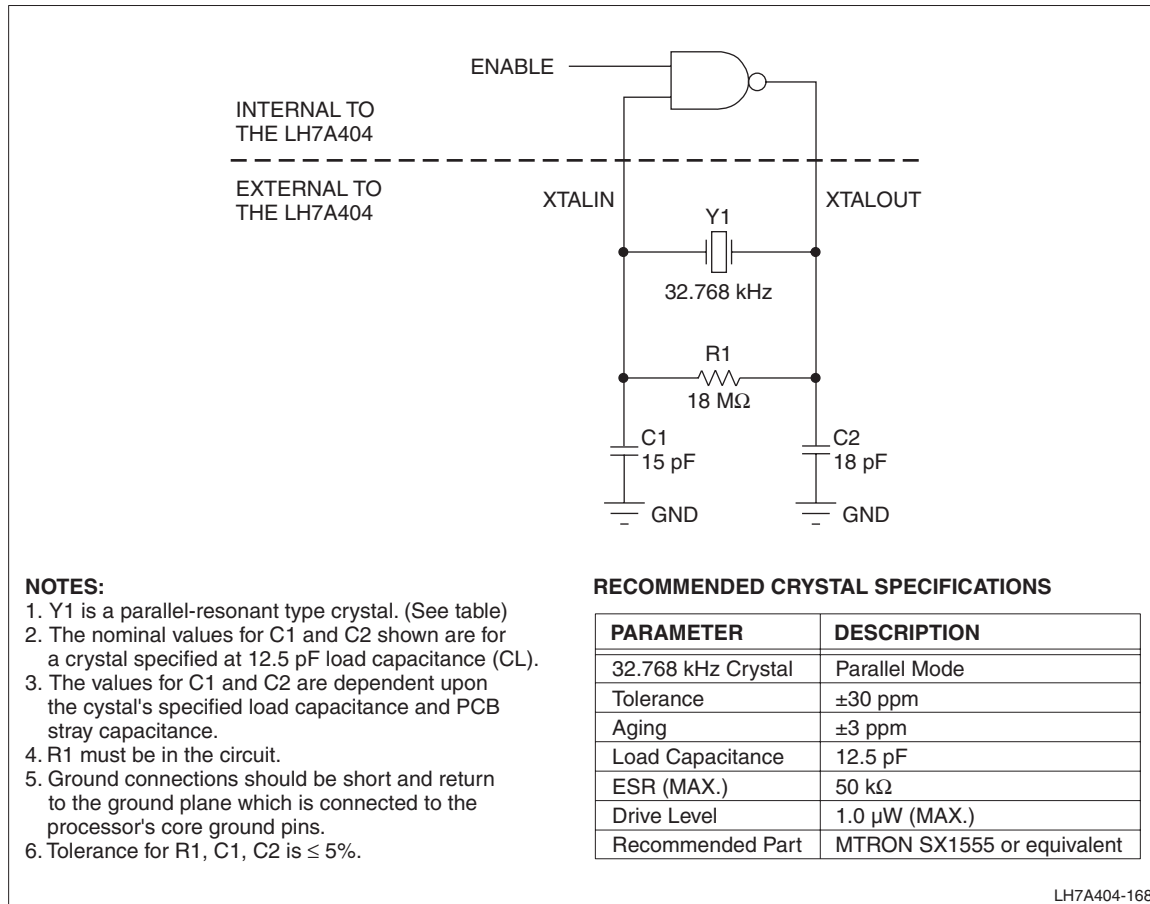 ENABLE
INTERNAL TO
THE LH7A404
EXTERNAL TO
THE LH7A404
XTALIN
XTALOUT
Y1
32.768 kHz
R1
18 MΩ
C1
15 pF
C2
18 pF
GND
GND
NOTES:
1. Y1 is a parallel-resonant type crystal. (See table)
2. The nominal values for C1 and C2 shown are for
a crystal specified at 12.5 pF load capacitance (CL).
3. The values for C1 and C2 are dependent upon
the cystal's specified load capacitance and PCB
stray capacitance.
4. R1 must be in the circuit.
5. Ground connections should be short and return
to the ground plane which is connected to the
processor's core ground pins.
6. Tolerance for R1, C1, C2 is ≤ 5%.
RECOMMENDED CRYSTAL SPECIFICATIONS
PARAMETER DESCRIPTION
32.768 kHz Crystal Parallel Mode
Tolerance ±30 ppm
Aging ±3 ppm
Load Capacitance 12.5 pF
ESR (MAX.) 50 kΩ
Drive Level 1.0 µW (MAX.)
Recommended Part MTRON SX1555 or equivalent
LH7A404-168